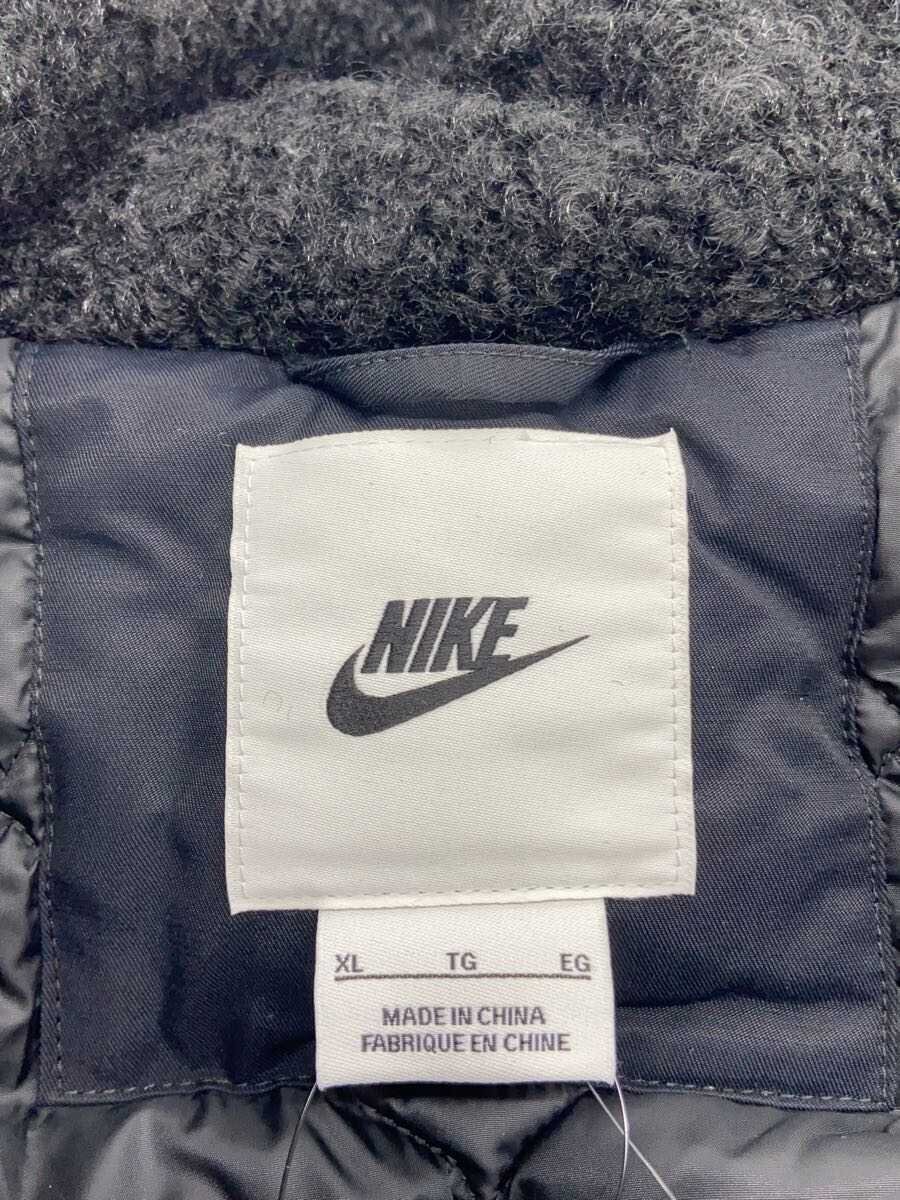 NIKE
XL TG EG
MADE IN CHINA
FABRIQUE EN CHINE